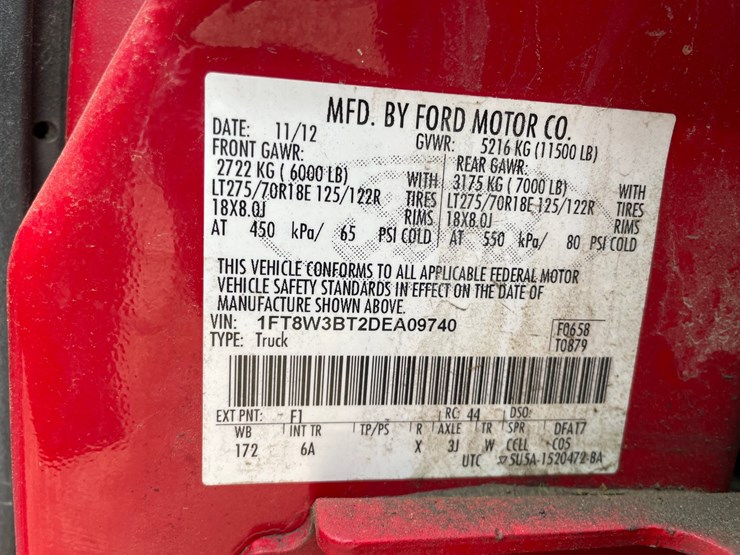 MFD. BY FORD MOTOR CO.
DATE: 11/12 GVWR: 5216 KG (11500 LB)
FRONT GAWR: REAR GAWR:
2722 KG ( 6000 LB) WITH 3175 KG ( 7000 LB) WITH
LT275/70R18E 125/122R TIRES LT275/70R18E 125/122R TIRES
18X8.0J RIMS 18X8.0J RIMS
AT 450 kPa/ 65 PSI COLD AT 550 kPa/ 80 PSI COLD
THIS VEHICLE CONFORMS TO ALL APPLICABLE FEDERAL MOTOR
VEHICLE SAFETY STANDARDS IN EFFECT ON THE DATE OF
MANUFACTURE SHOWN ABOVE.
VIN: 1FT8W3BT2DEA09740 F0658
TYPE: Truck T0879
EXT PNT: F1 RC: 44 DSO:
WB INT TR TP/PS R AXLE TR SPR DFAT7
172 6A X 3J W CELL C05
UTC 5U5A-1520472-BA